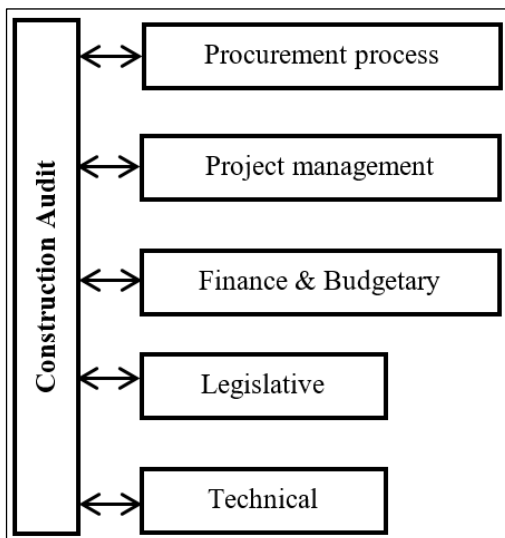 Construction Audit
Procurement process
Project management
Finance & Budgetary
Legislative
Technical